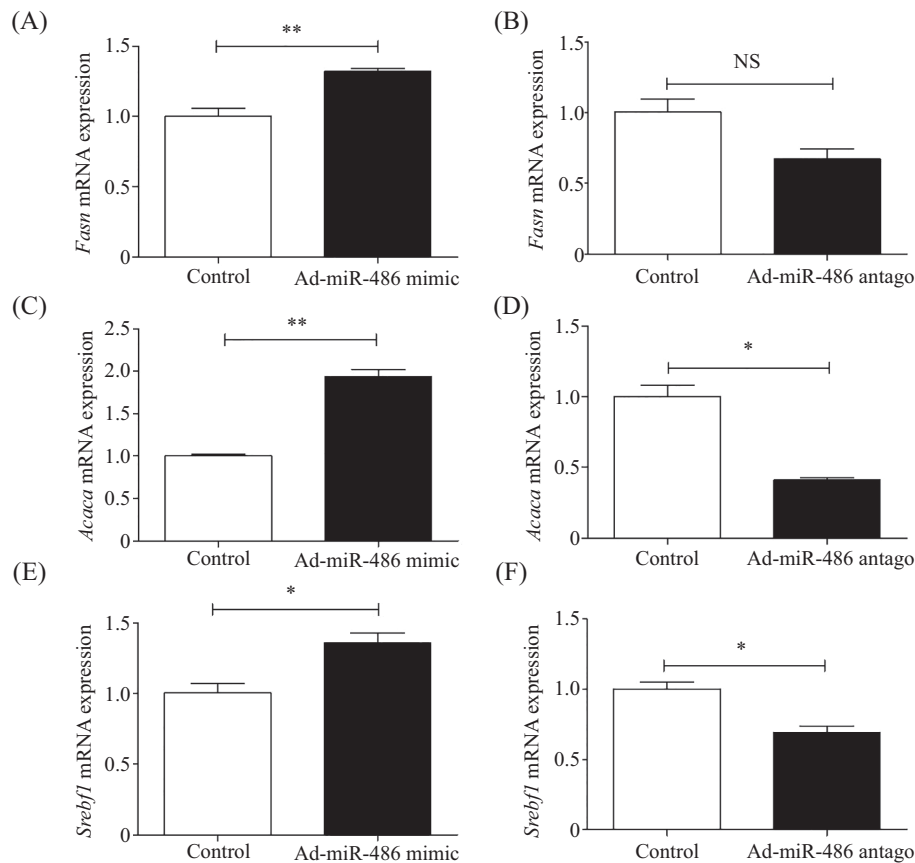 (A)
**
1.5
1.0
0.5
0
Fasn mRNA expression
Control
Ad-miR-486 mimic
(B)
NS
1.5
1.0
0.5
0
Fasn mRNA expression
Control
Ad-miR-486 antago
(C)
**
2.5
2.0
1.5
1.0
0.5
0
Acaca mRNA expression
Control
Ad-miR-486 mimic
(D)
*
1.5
1.0
0.5
0
Acaca mRNA expression
Control
Ad-miR-486 antago
(E)
*
1.5
1.0
0.5
0
Srebf1 mRNA expression
Control
Ad-miR-486 mimic
(F)
*
1.5
1.0
0.5
0
Srebf1 mRNA expression
Control
Ad-miR-486 antago